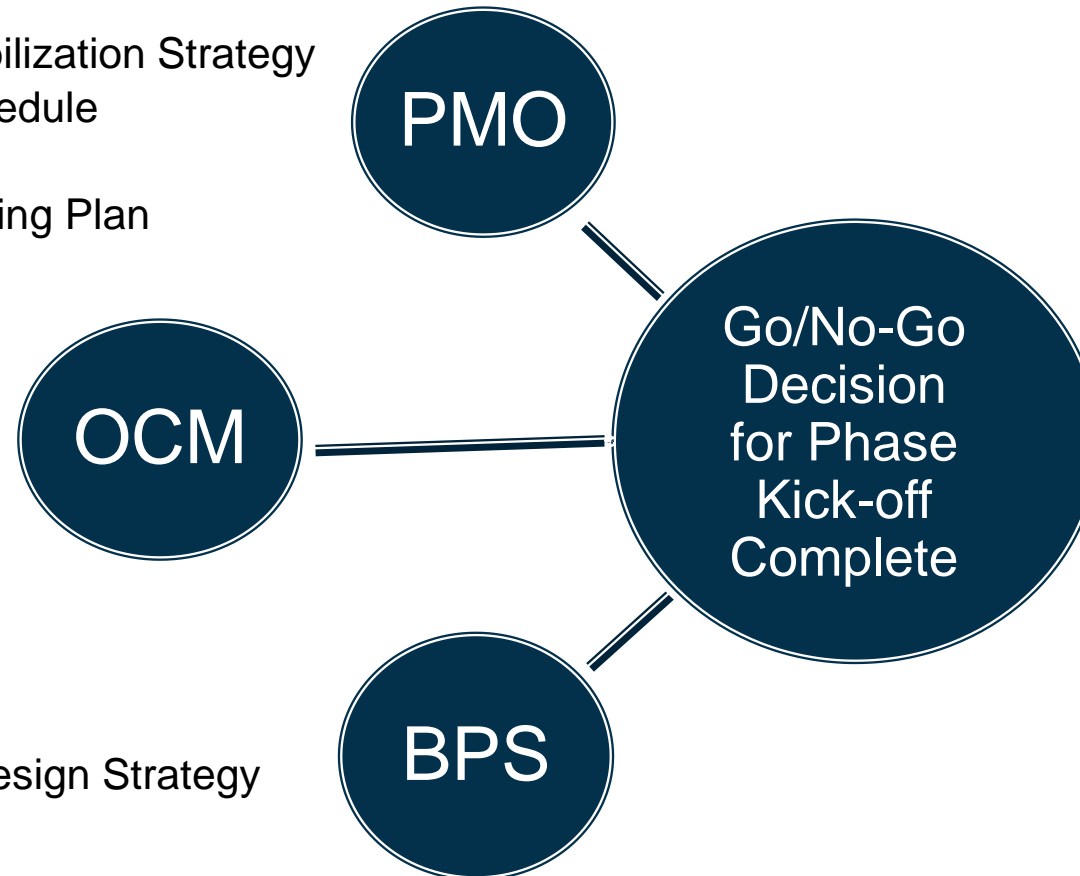 bilization Strategy
edule
ing Plan
PMO
OCM
Go/No-Go
Decision
for Phase
Kick-off
Complete
BPS
esign Strategy